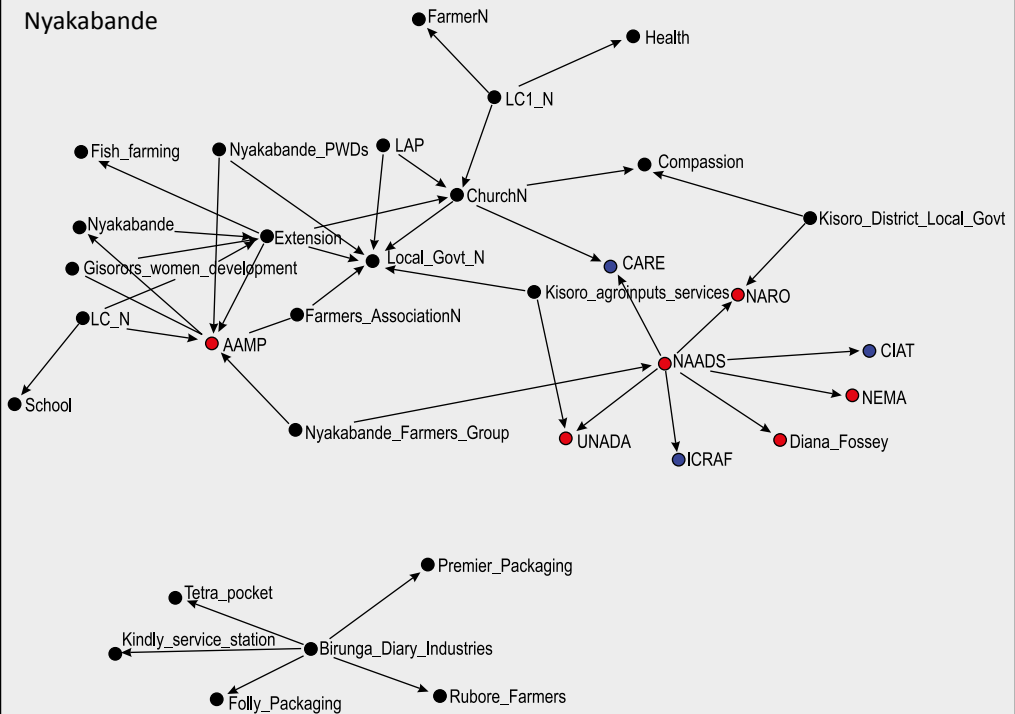 Nyakabande
FarmerN
Health
LC1_N
Fish_farming
Nyakabande_PWDs
LAP
Compassion
ChurchN
Nyakabande
Extension
Kisoro_District_Local_Govt
Gisorors_women_development
Local_Govt_N
CARE
Kisoro_agroinputs_services
NARO
LC_N
Farmers_AssociationN
AAMP
CIAT
NAADS
School
NEMA
Nyakabande_Farmers_Group
UNADA
Diana_Fossey
ICRAF
Premier_Packaging
Tetra_pocket
Kindly_service_station
Birunga_Diary_Industries
Folly_Packaging
Rubore_Farmers